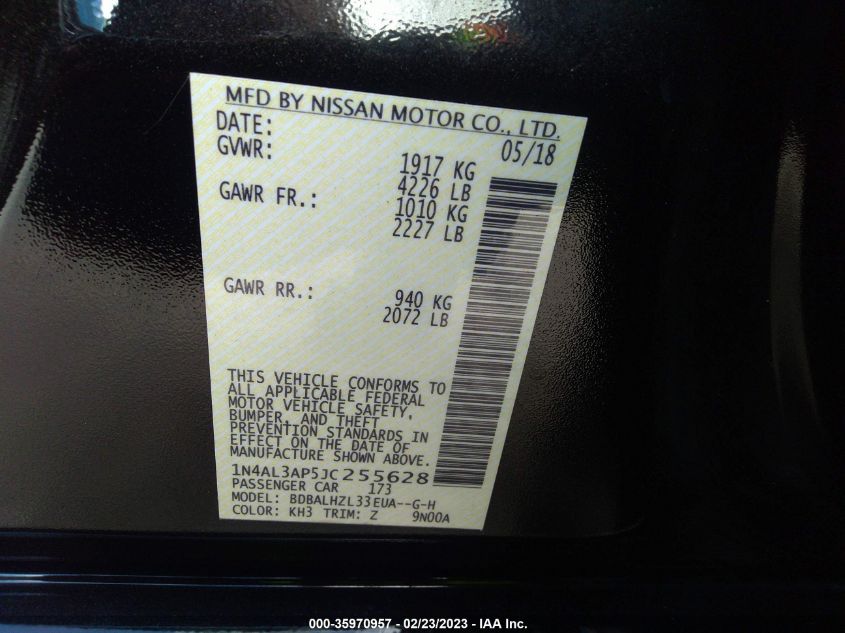 MFD BY NISSAN MOTOR CO., LTD.
DATE: 05/18
GVWR: 1917 KG
4226 LB
GAWR FR.: 1010 KG
2227 LB
GAWR RR.: 940 KG
2072 LB
THIS VEHICLE CONFORMS TO
ALL APPLICABLE FEDERAL
MOTOR VEHICLE SAFETY,
BUMPER, AND THEFT
PREVENTION STANDARDS IN
EFFECT ON THE DATE OF
MANUFACTURE SHOWN ABOVE.
1N4AL3AP5JC255628
PASSENGER CAR 173
MODEL: BDBALHZL33EUA--G-H
COLOR: KH3 TRIM: Z 9N00A
000-35970957 - 02/23/2023 - IAA Inc.